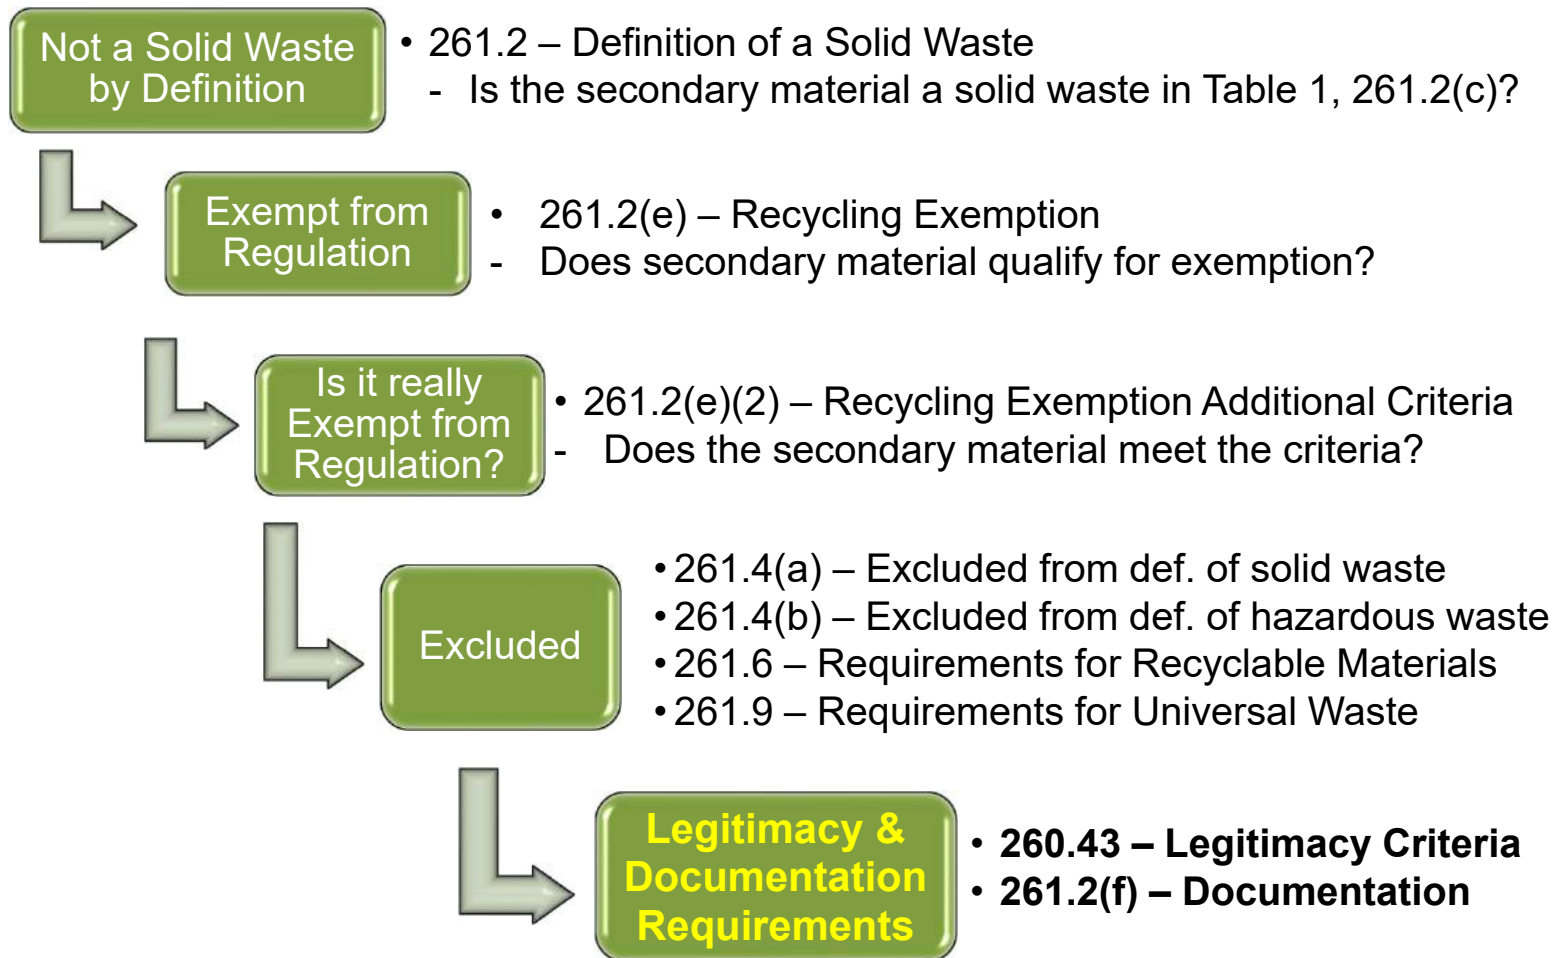 Not a Solid Waste
by Definition
• 261.2 – Definition of a Solid Waste
- Is the secondary material a solid waste in Table 1, 261.2(c)?
Exempt from
Regulation
• 261.2(e) – Recycling Exemption
- Does secondary material qualify for exemption?
Is it really
Exempt from
Regulation?
• 261.2(e)(2) – Recycling Exemption Additional Criteria
- Does the secondary material meet the criteria?
Excluded
• 261.4(a) – Excluded from def. of solid waste
• 261.4(b) – Excluded from def. of hazardous waste
• 261.6 – Requirements for Recyclable Materials
• 261.9 – Requirements for Universal Waste
Legitimacy &
Documentation
Requirements
• 260.43 – Legitimacy Criteria
• 261.2(f) – Documentation